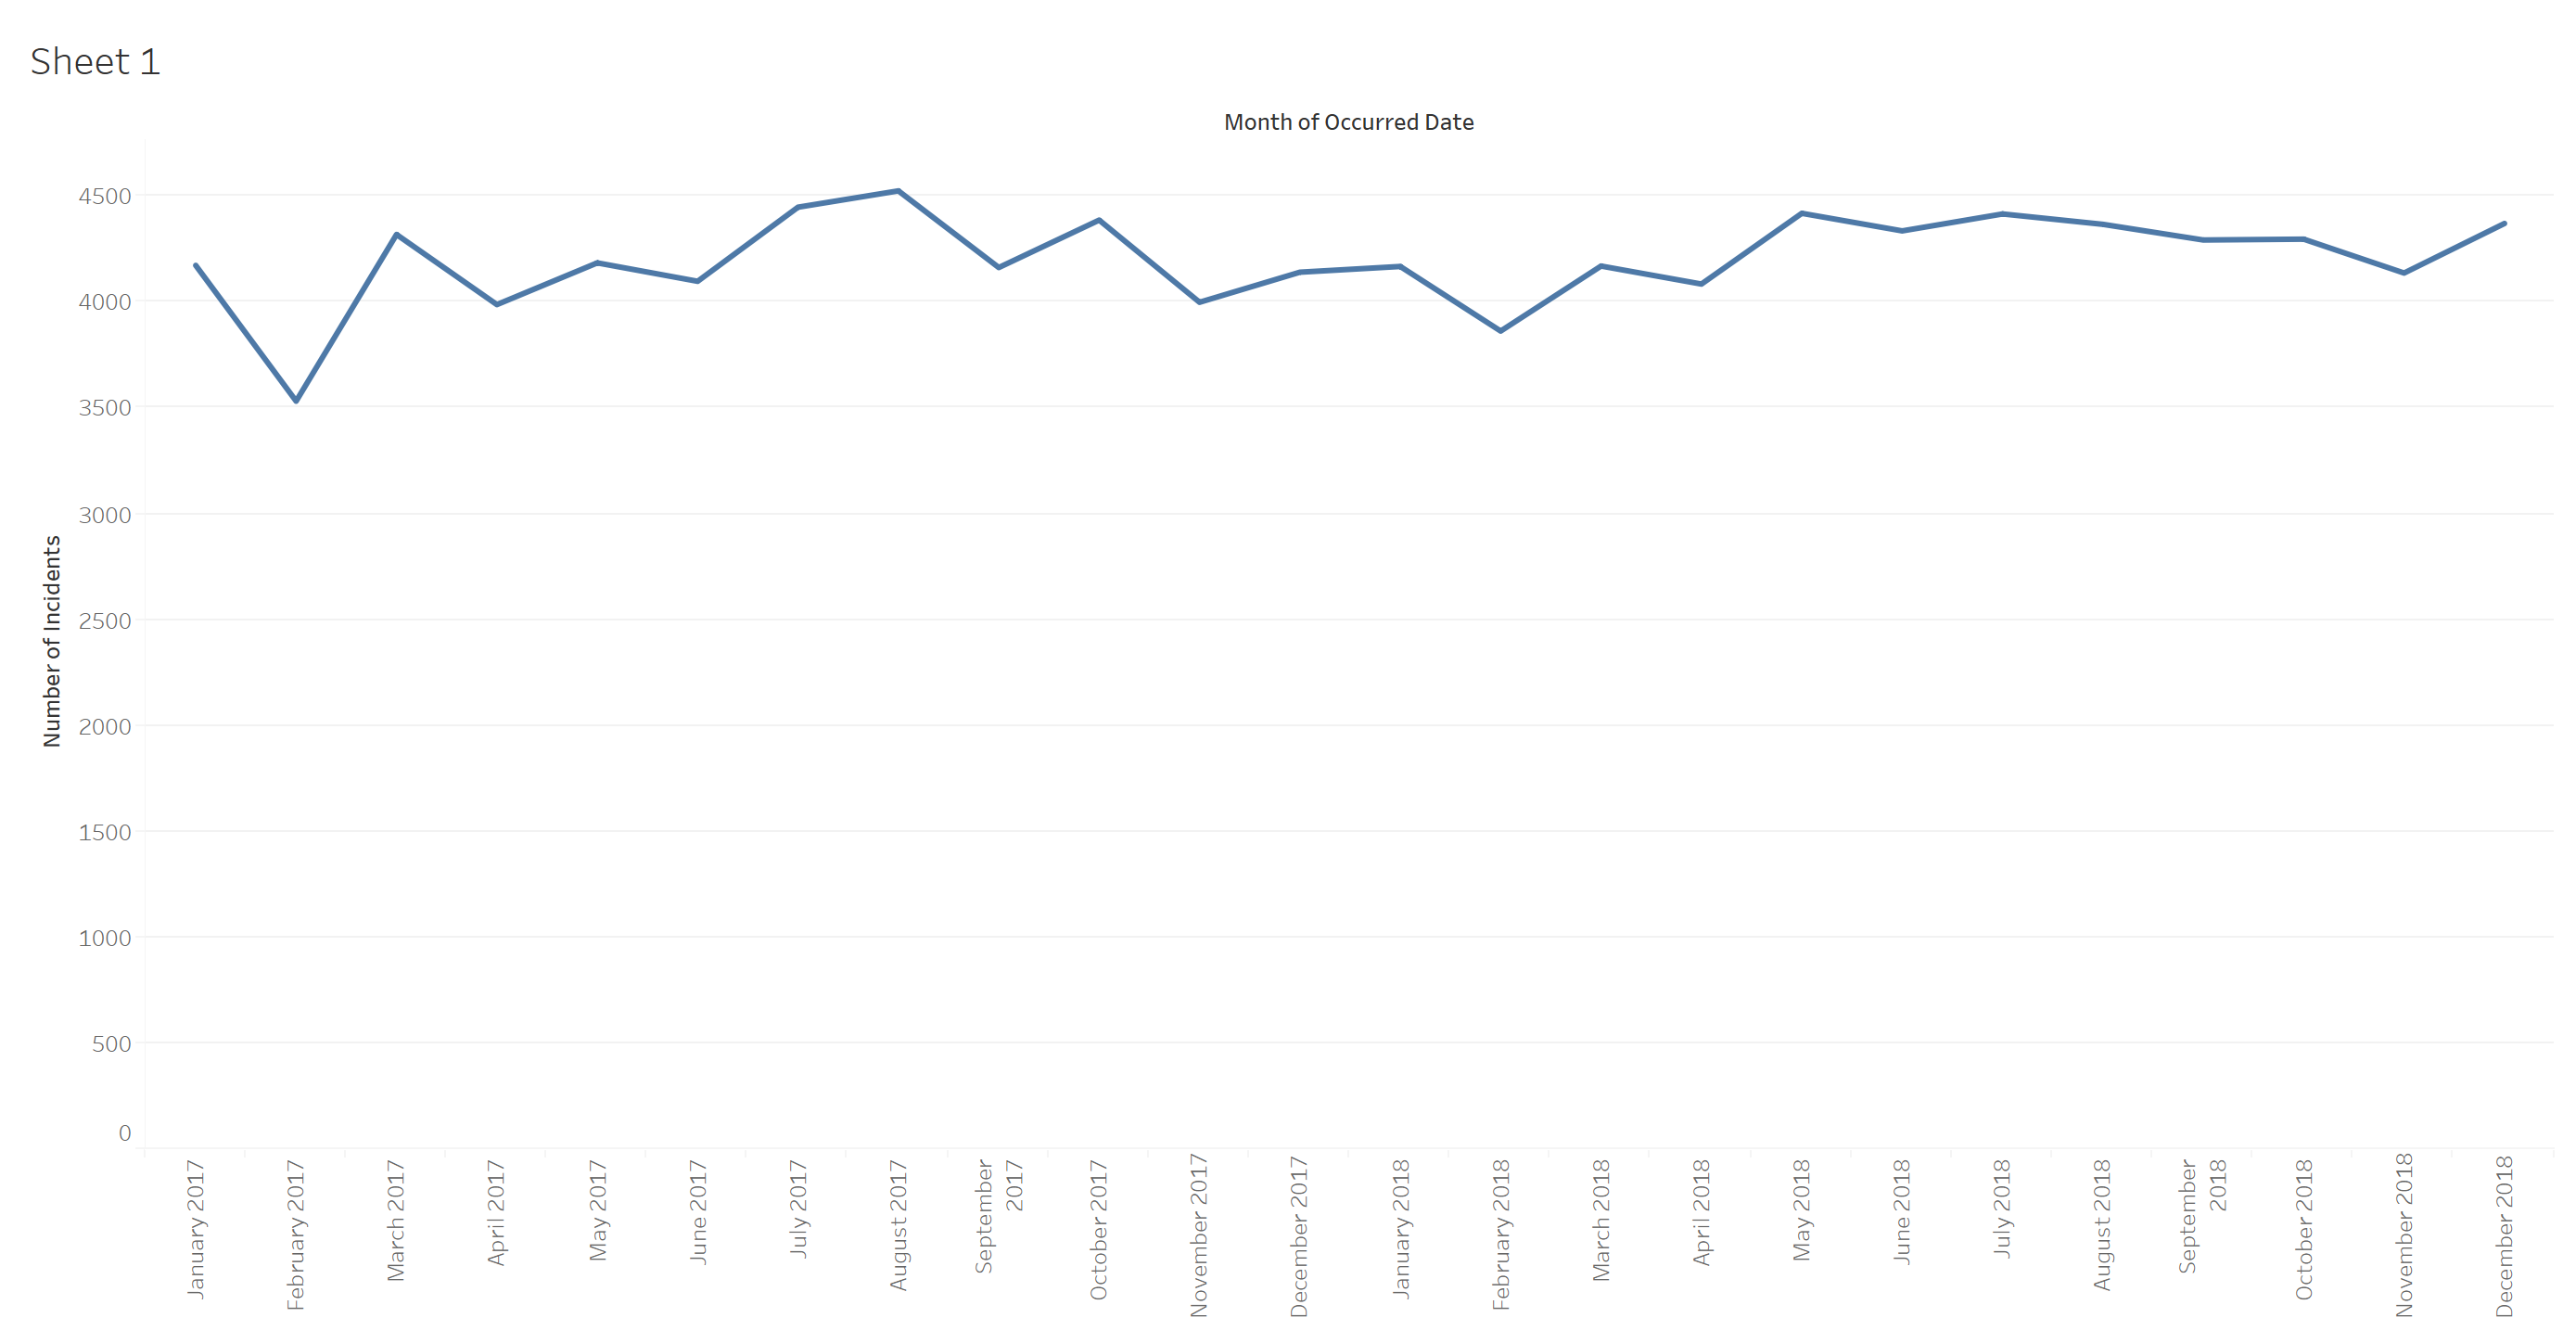 Sheet 1
Month of Occurred Date
Number of Incidents
4500
4000
3500
3000
2500
2000
1500
1000
500
0
January 2017
February 2017
March 2017
April 2017
May 2017
June 2017
July 2017
August 2017
September
2017
October 2017
November 2017
December 2017
January 2018
February 2018
March 2018
April 2018
May 2018
June 2018
July 2018
August 2018
September
2018
October 2018
November 2018
December 2018